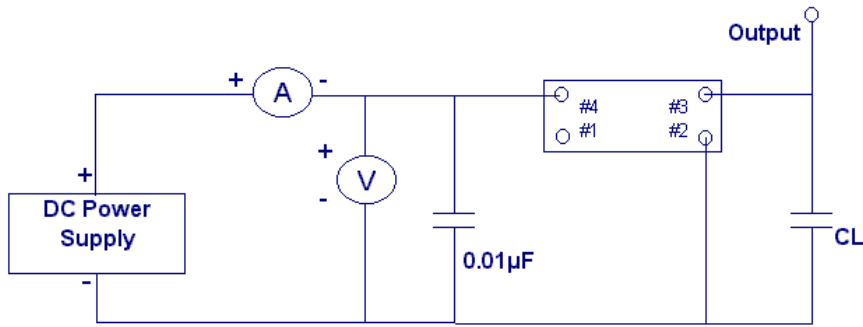 Output
+
A
-
#4
#3
#1
#2
+
V
-
+
DC Power
Supply
-
0.01µF
CL